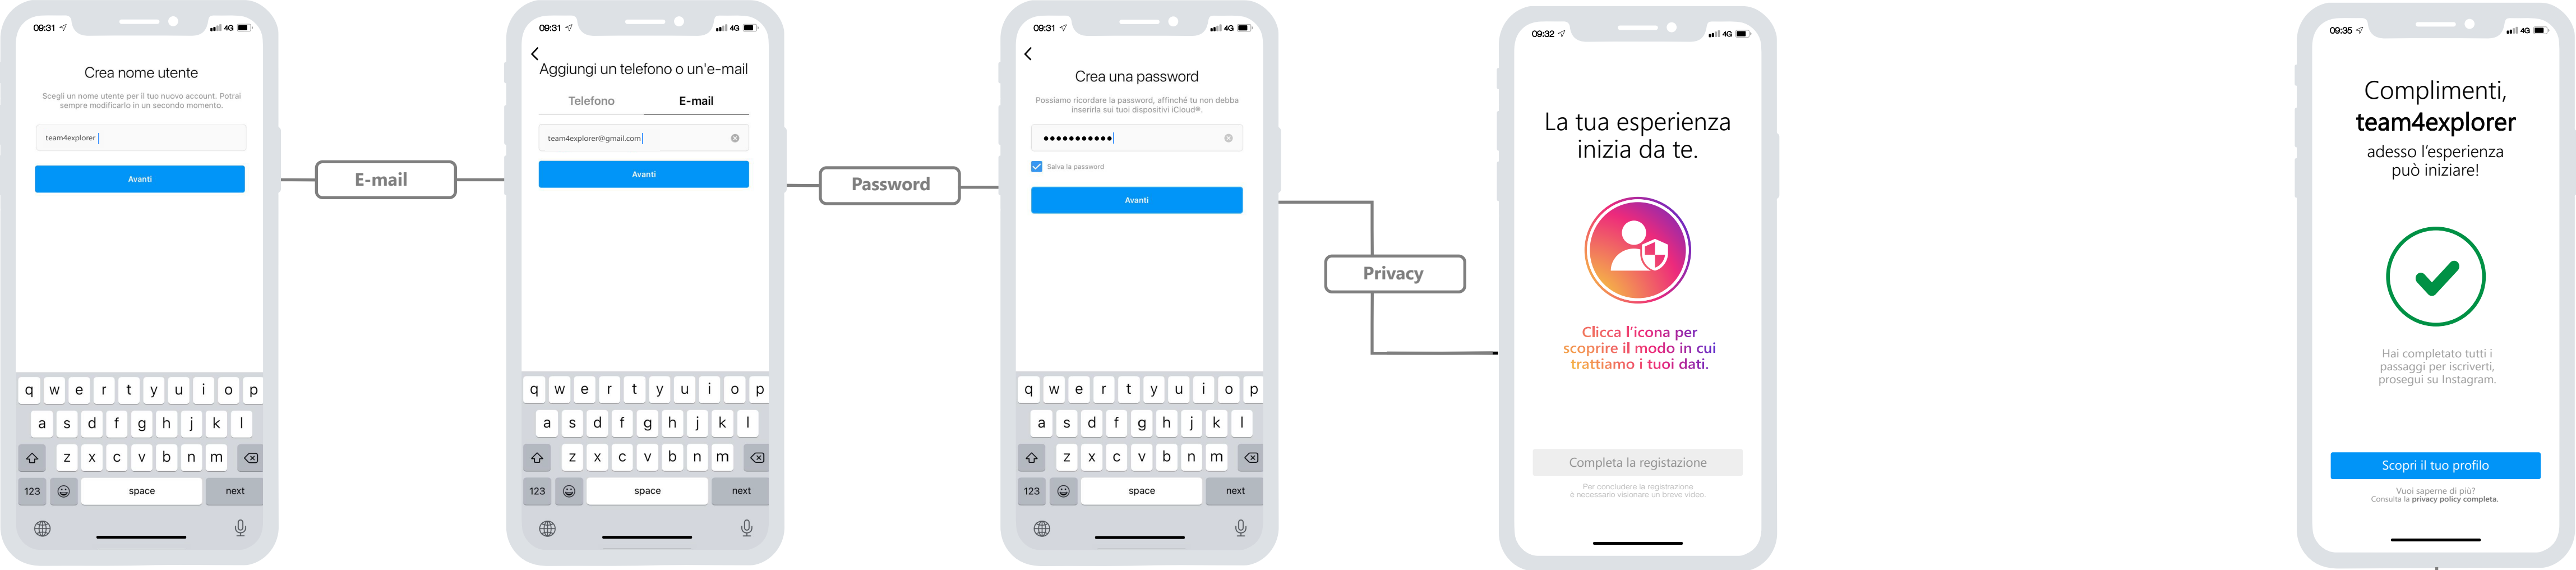 09:31
4G
Crea nome utente
Scegli un nome utente per il tuo nuovo account. Potrai
sempre modificarlo in un secondo momento.
team4explorer
Avanti
q w e r t y u i o p
a s d f g h j k l
z x c v b n m
123 space next
E-mail
09:31
4G
Aggiungi un telefono o un'e-mail
Telefono E-mail
team4explorer@gmail.com
Avanti
q w e r t y u i o p
a s d f g h j k l
z x c v b n m
123 space next
Password
09:31
4G
Crea una password
Possiamo ricordare la password, affinché tu non debba
inserirla sui tuoi dispositivi iCloud®.
Salva la password
Avanti
q w e r t y u i o p
a s d f g h j k l
z x c v b n m
123 space next
Privacy
09:32
4G
La tua esperienza
inizia da te.
Clicca l'icona per
scoprire il modo in cui
trattiamo i tuoi dati.
Completa la registazione
Per concludere la registrazione
è necessario visionare un breve video.
09:35
4G
Complimenti,
team4explorer
adesso l'esperienza
può iniziare!
Hai completato tutti i
passaggi per iscriverti,
prosegui su Instagram.
Scopri il tuo profilo
Vuoi saperne di più?
Consulta la privacy policy completa.